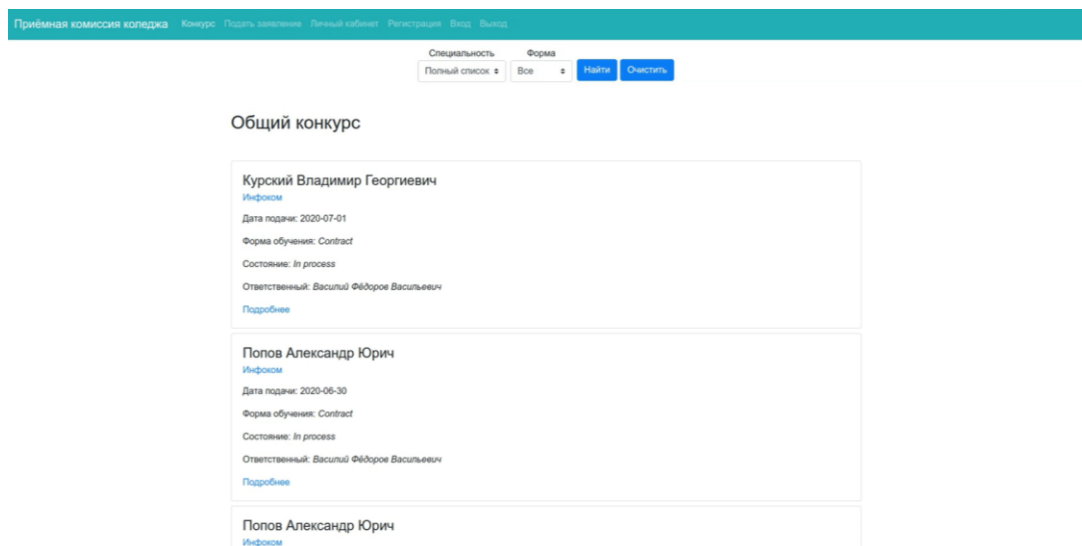 Приёмная комиссия коледжа Конкурс Подать заявление Личный кабинет Регистрация Вход Выход
Специальность Форма
Полный список Все Найти Очистить
Общий конкурс
Курский Владимир Георгиевич
Инфоком
Дата подачи: 2020-07-01
Форма обучения: Contract
Состояние: In process
Ответственный: Василий Фёдоров Васильевич
Подробнее
Попов Александр Юрич
Инфоком
Дата подачи: 2020-06-30
Форма обучения: Contract
Состояние: In process
Ответственный: Василий Фёдоров Васильевич
Подробнее
Попов Александр Юрич
Инфоком